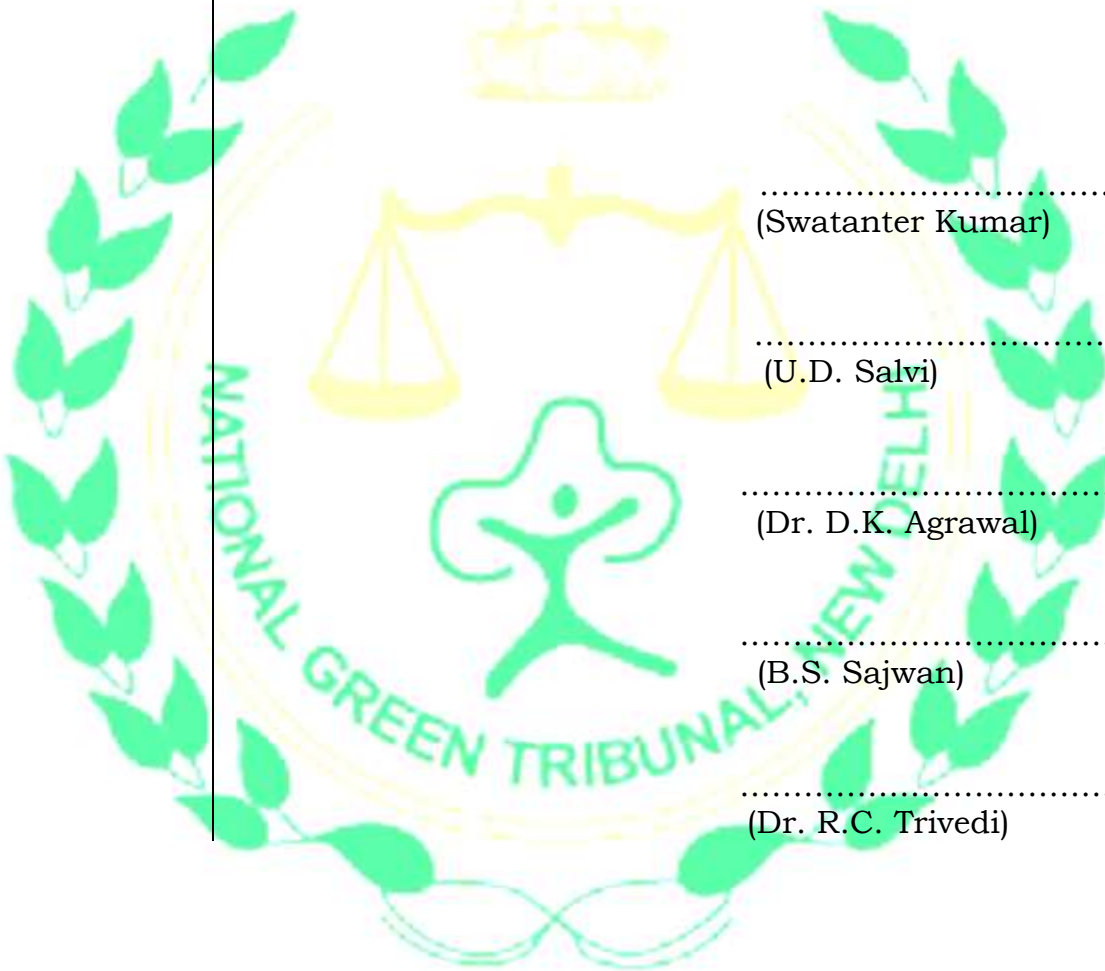 ....................................
(Swatanter Kumar)
....................................
(U.D. Salvi)
....................................
(Dr. D.K. Agrawal)
....................................
(B.S. Sajwan)
....................................
(Dr. R.C. Trivedi)
NATIONAL GREEN TRIBUNAL, NEW DELHI